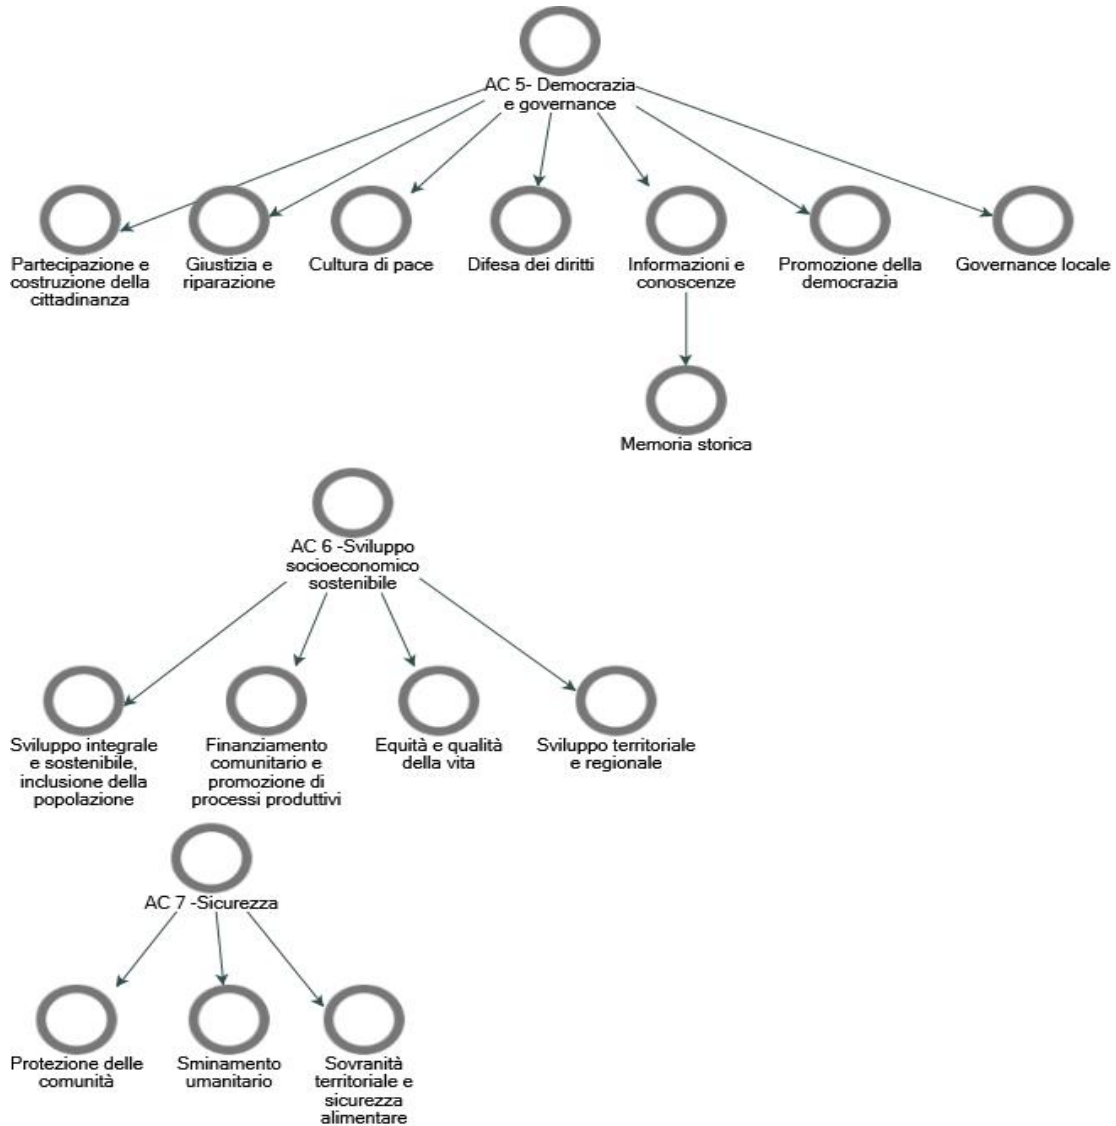 AC 5- Democrazia
e governance
Partecipazione e
costruzione della
cittadinanza
Giustizia e
riparazione
Cultura di pace
Difesa dei diritti
Informazioni e
conoscenze
Promozione della
democrazia
Governance locale
Memoria storica
AC 6 -Sviluppo
socioeconomico
sostenibile
Sviluppo integrale
e sostenibile,
inclusione della
popolazione
Finanziamento
comunitario e
promozione di
processi produttivi
Equità e qualità
della vita
Sviluppo territoriale
e regionale
AC 7 -Sicurezza
Protezione delle
comunità
Sminamento
umanitario
Sovranità
territoriale e
sicurezza
alimentare